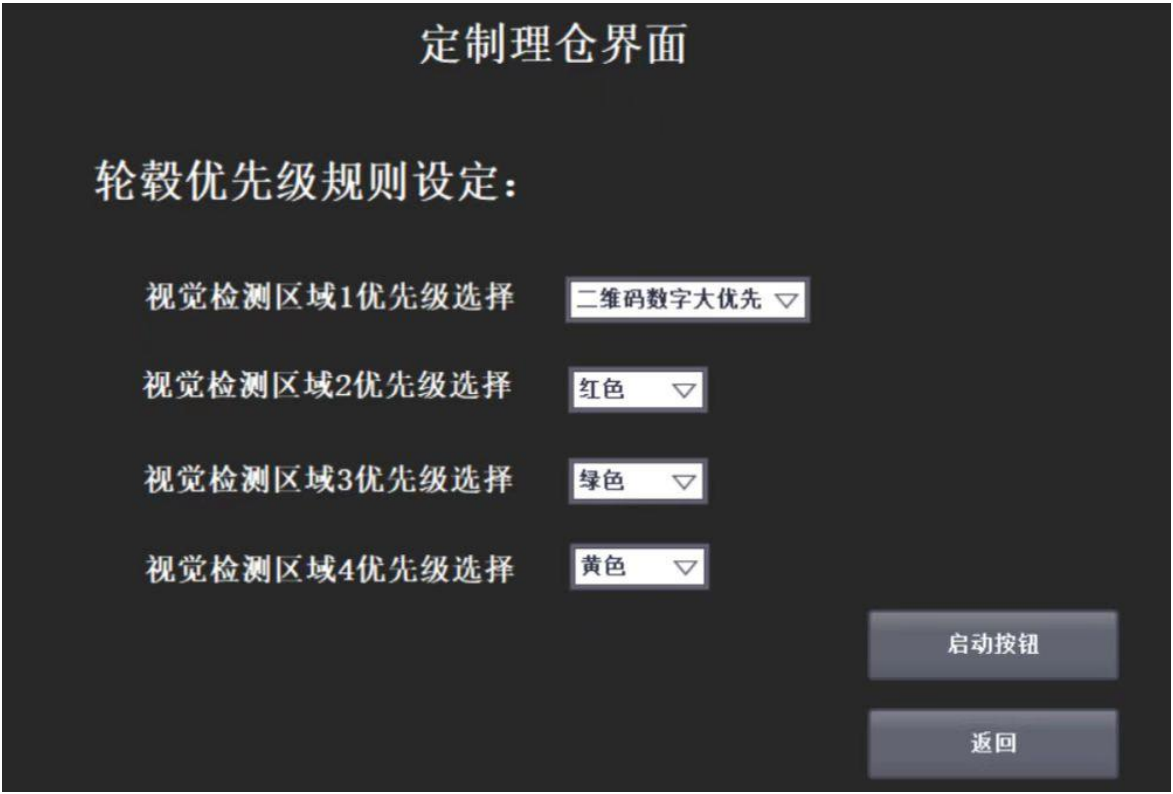 定制理仓界面
轮毂优先级规则设定：
视觉检测区域1优先级选择 二维码数字大优先
视觉检测区域2优先级选择 红色
视觉检测区域3优先级选择 绿色
视觉检测区域4优先级选择 黄色
启动按钮
返回